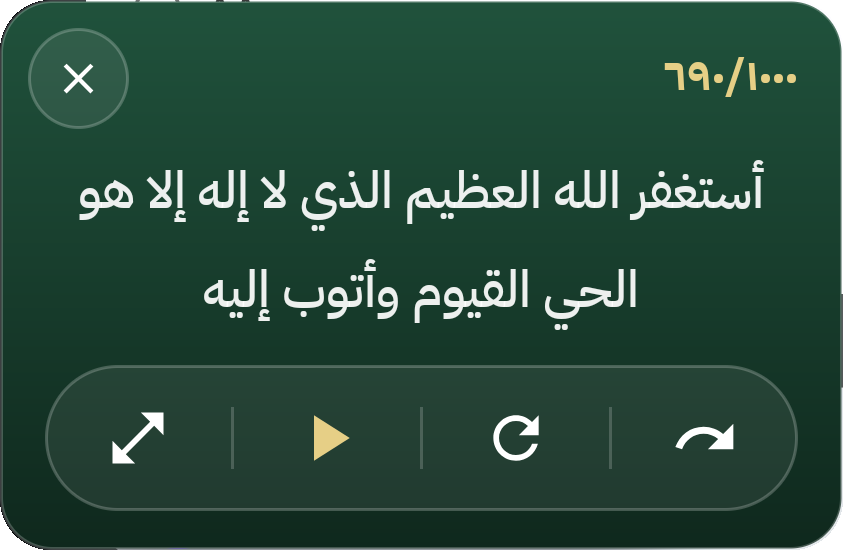 ٦٩٠/١٠٠٠
أستغفر الله العظيم الذي لا إله إلا هو
الحي القيوم وأتوب إليه